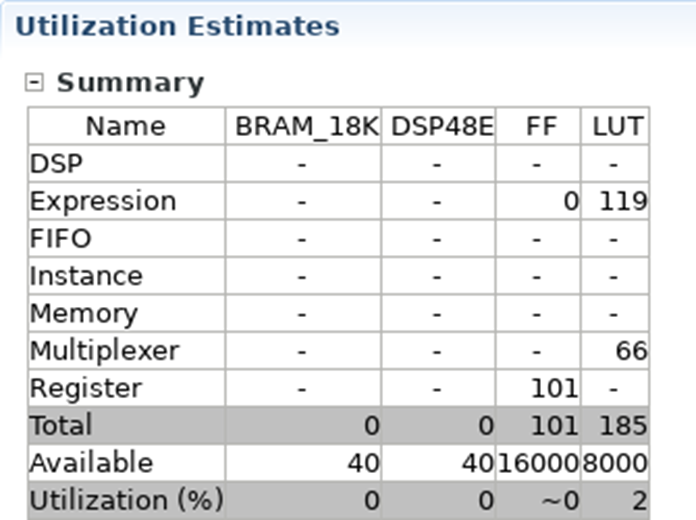 Utilization Estimates
Summary
Name BRAM_18K DSP48E FF LUT
DSP - - - -
Expression - - 0 119
FIFO - - - -
Instance - - - -
Memory - - - -
Multiplexer - - - 66
Register - - 101 -
Total 0 0 101 185
Available 40 40 16000 8000
Utilization (%) 0 0 ~0 2